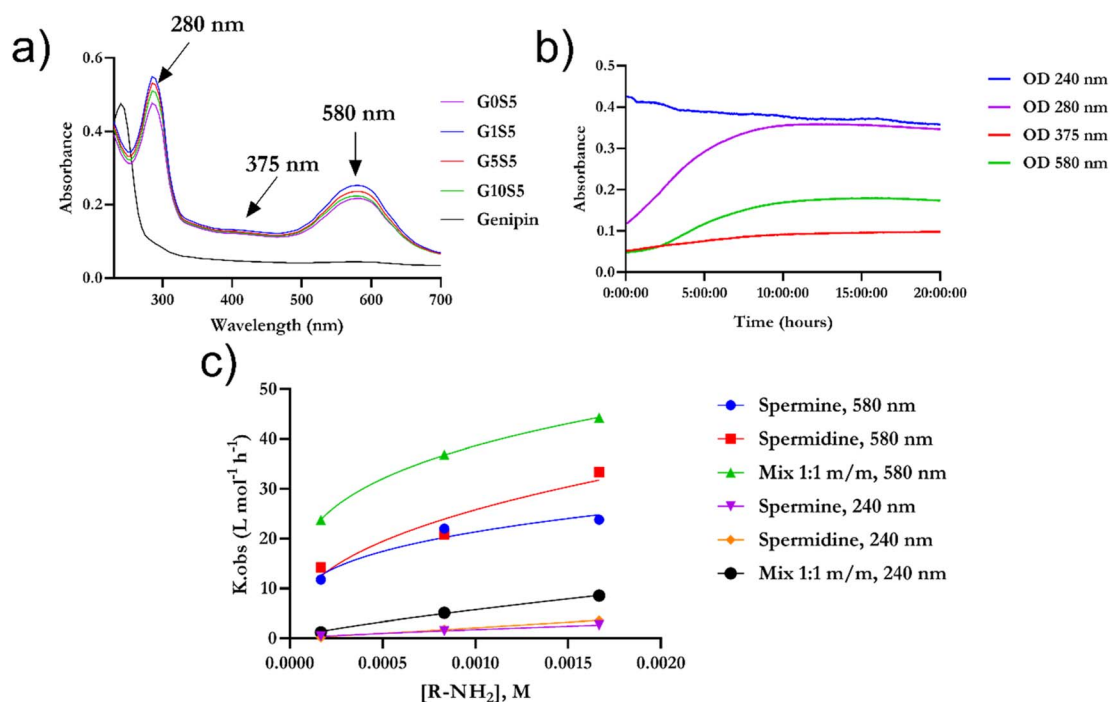 a)
280 nm
375 nm
580 nm
Absorbance
0.6
0.4
0.2
0.0
300
400
500
600
700
Wavelength (nm)
G0S5
G1S5
G5S5
G10S5
Genipin
b)
Absorbance
0.5
0.4
0.3
0.2
0.1
0.0
0:00:00
5:00:00
10:00:00
15:00:00
20:00:00
Time (hours)
OD 240 nm
OD 280 nm
OD 375 nm
OD 580 nm
c)
K.obs (L mol⁻¹ h⁻¹)
50
40
30
20
10
0
0.0000
0.0005
0.0010
0.0015
0.0020
[R-NH₂], M
Spermine, 580 nm
Spermidine, 580 nm
Mix 1:1 m/m, 580 nm
Spermine, 240 nm
Spermidine, 240 nm
Mix 1:1 m/m, 240 nm